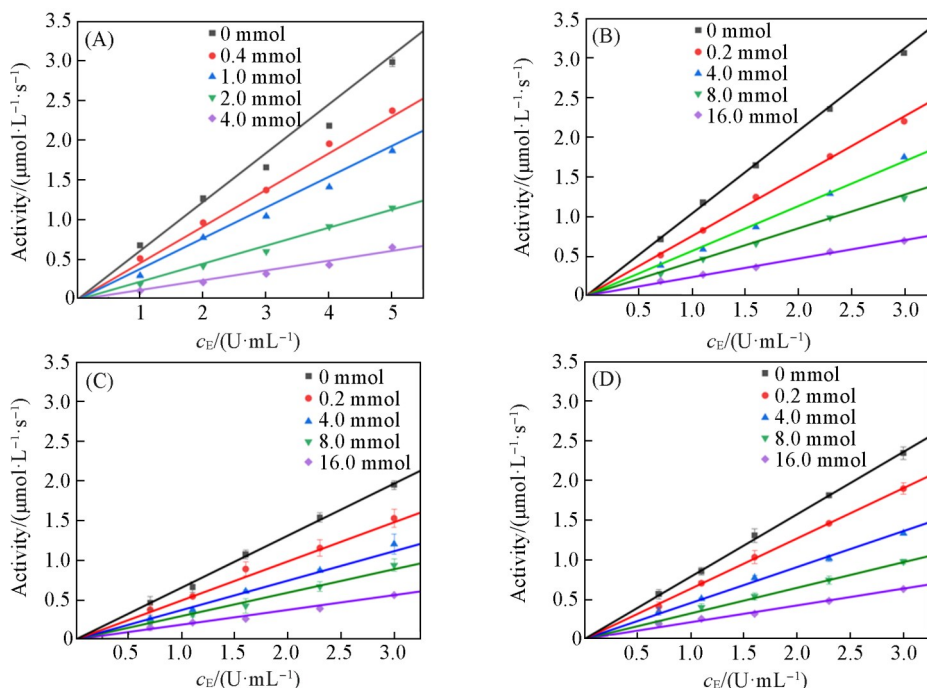 (A)
0 mmol
0.4 mmol
1.0 mmol
2.0 mmol
4.0 mmol
Activity/(μmol·L⁻¹·s⁻¹)
3.5
3.0
2.5
2.0
1.5
1.0
0.5
0
1 2 3 4 5
cE/(U·mL⁻¹)
(B)
0 mmol
0.2 mmol
4.0 mmol
8.0 mmol
16.0 mmol
Activity/(μmol·L⁻¹·s⁻¹)
3.5
3.0
2.5
2.0
1.5
1.0
0.5
0
0.5 1.0 1.5 2.0 2.5 3.0
cE/(U·mL⁻¹)
(C)
0 mmol
0.2 mmol
4.0 mmol
8.0 mmol
16.0 mmol
Activity/(μmol·L⁻¹·s⁻¹)
3.5
3.0
2.5
2.0
1.5
1.0
0.5
0
0.5 1.0 1.5 2.0 2.5 3.0
cE/(U·mL⁻¹)
(D)
0 mmol
0.2 mmol
4.0 mmol
8.0 mmol
16.0 mmol
Activity/(μmol·L⁻¹·s⁻¹)
3.5
3.0
2.5
2.0
1.5
1.0
0.5
0
0.5 1.0 1.5 2.0 2.5 3.0
cE/(U·mL⁻¹)